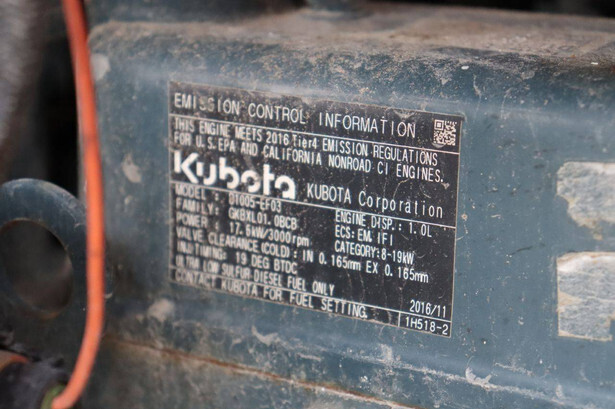 EMISSION CONTROL INFORMATION
THIS ENGINE MEETS 2016 tier4 EMISSION REGULATIONS
FOR U.S. EPA AND CALIFORNIA NONROAD CI ENGINES.
Kubota KUBOTA Corporation
MODEL : D1005-EF03
FAMILY : GKBXL01.0BCB ENGINE DISP.: 1.0L
POWER : 17.6kW/3000rpm ECS: EM, IFI
CATEGORY: 8-19kW
VALVE CLEARANCE (COLD): IN 0.165mm EX 0.165mm
INJ-TIMING: 19 DEG BTDC
ULTRA LOW SULFUR DIESEL FUEL ONLY
CONTACT KUBOTA FOR FUEL SETTING. 2016/11
1H518-2